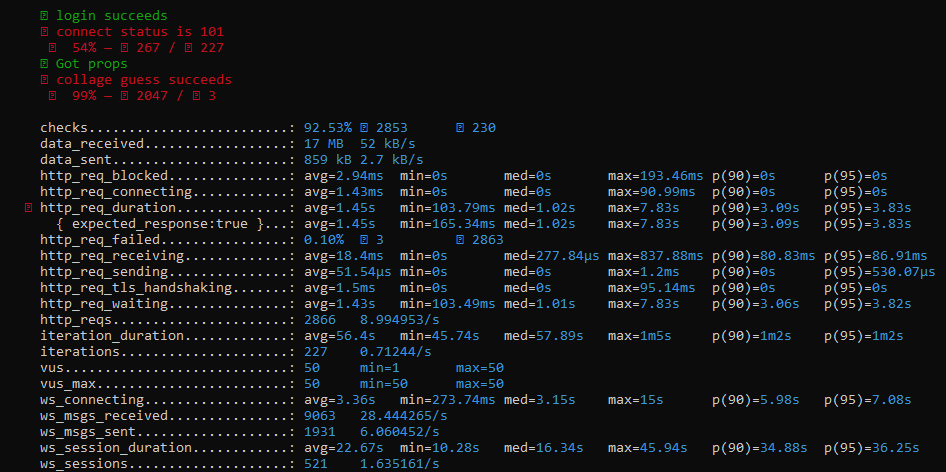 login succeeds
connect status is 101
54% — 267 / 227
Got props
collage guess succeeds
99% — 2047 / 3
checks.........................: 92.53% 2853 230
data_received..................: 17 MB 52 kB/s
data_sent......................: 859 kB 2.7 kB/s
http_req_blocked...............: avg=2.94ms min=0s med=0s max=193.46ms p(90)=0s p(95)=0s
http_req_connecting............: avg=1.43ms min=0s med=0s max=90.99ms p(90)=0s p(95)=0s
http_req_duration..............: avg=1.45s min=103.79ms med=1.02s max=7.83s p(90)=3.09s p(95)=3.83s
{ expected_response:true }...: avg=1.45s min=165.34ms med=1.02s max=7.83s p(90)=3.09s p(95)=3.83s
http_req_failed................: 0.10% 3 2863
http_req_receiving.............: avg=18.4ms min=0s med=277.84µs max=837.88ms p(90)=80.83ms p(95)=86.91ms
http_req_sending...............: avg=51.54µs min=0s med=0s max=1.2ms p(90)=0s p(95)=530.07µs
http_req_tls_handshaking.......: avg=1.5ms min=0s med=0s max=95.14ms p(90)=0s p(95)=0s
http_req_waiting...............: avg=1.43s min=103.49ms med=1.01s max=7.83s p(90)=3.06s p(95)=3.82s
http_reqs......................: 2866 8.994953/s
iteration_duration.............: avg=56.4s min=45.74s med=57.89s max=1m5s p(90)=1m2s p(95)=1m2s
iterations.....................: 227 0.71244/s
vus............................: 50 min=1 max=50
vus_max........................: 50 min=50 max=50
ws_connecting..................: avg=3.36s min=273.74ms med=3.15s max=15s p(90)=5.98s p(95)=7.08s
ws_msgs_received...............: 9063 28.444265/s
ws_msgs_sent...................: 1931 6.060452/s
ws_session_duration............: avg=22.67s min=10.28s med=16.34s max=45.94s p(90)=34.88s p(95)=36.25s
ws_sessions....................: 521 1.635161/s